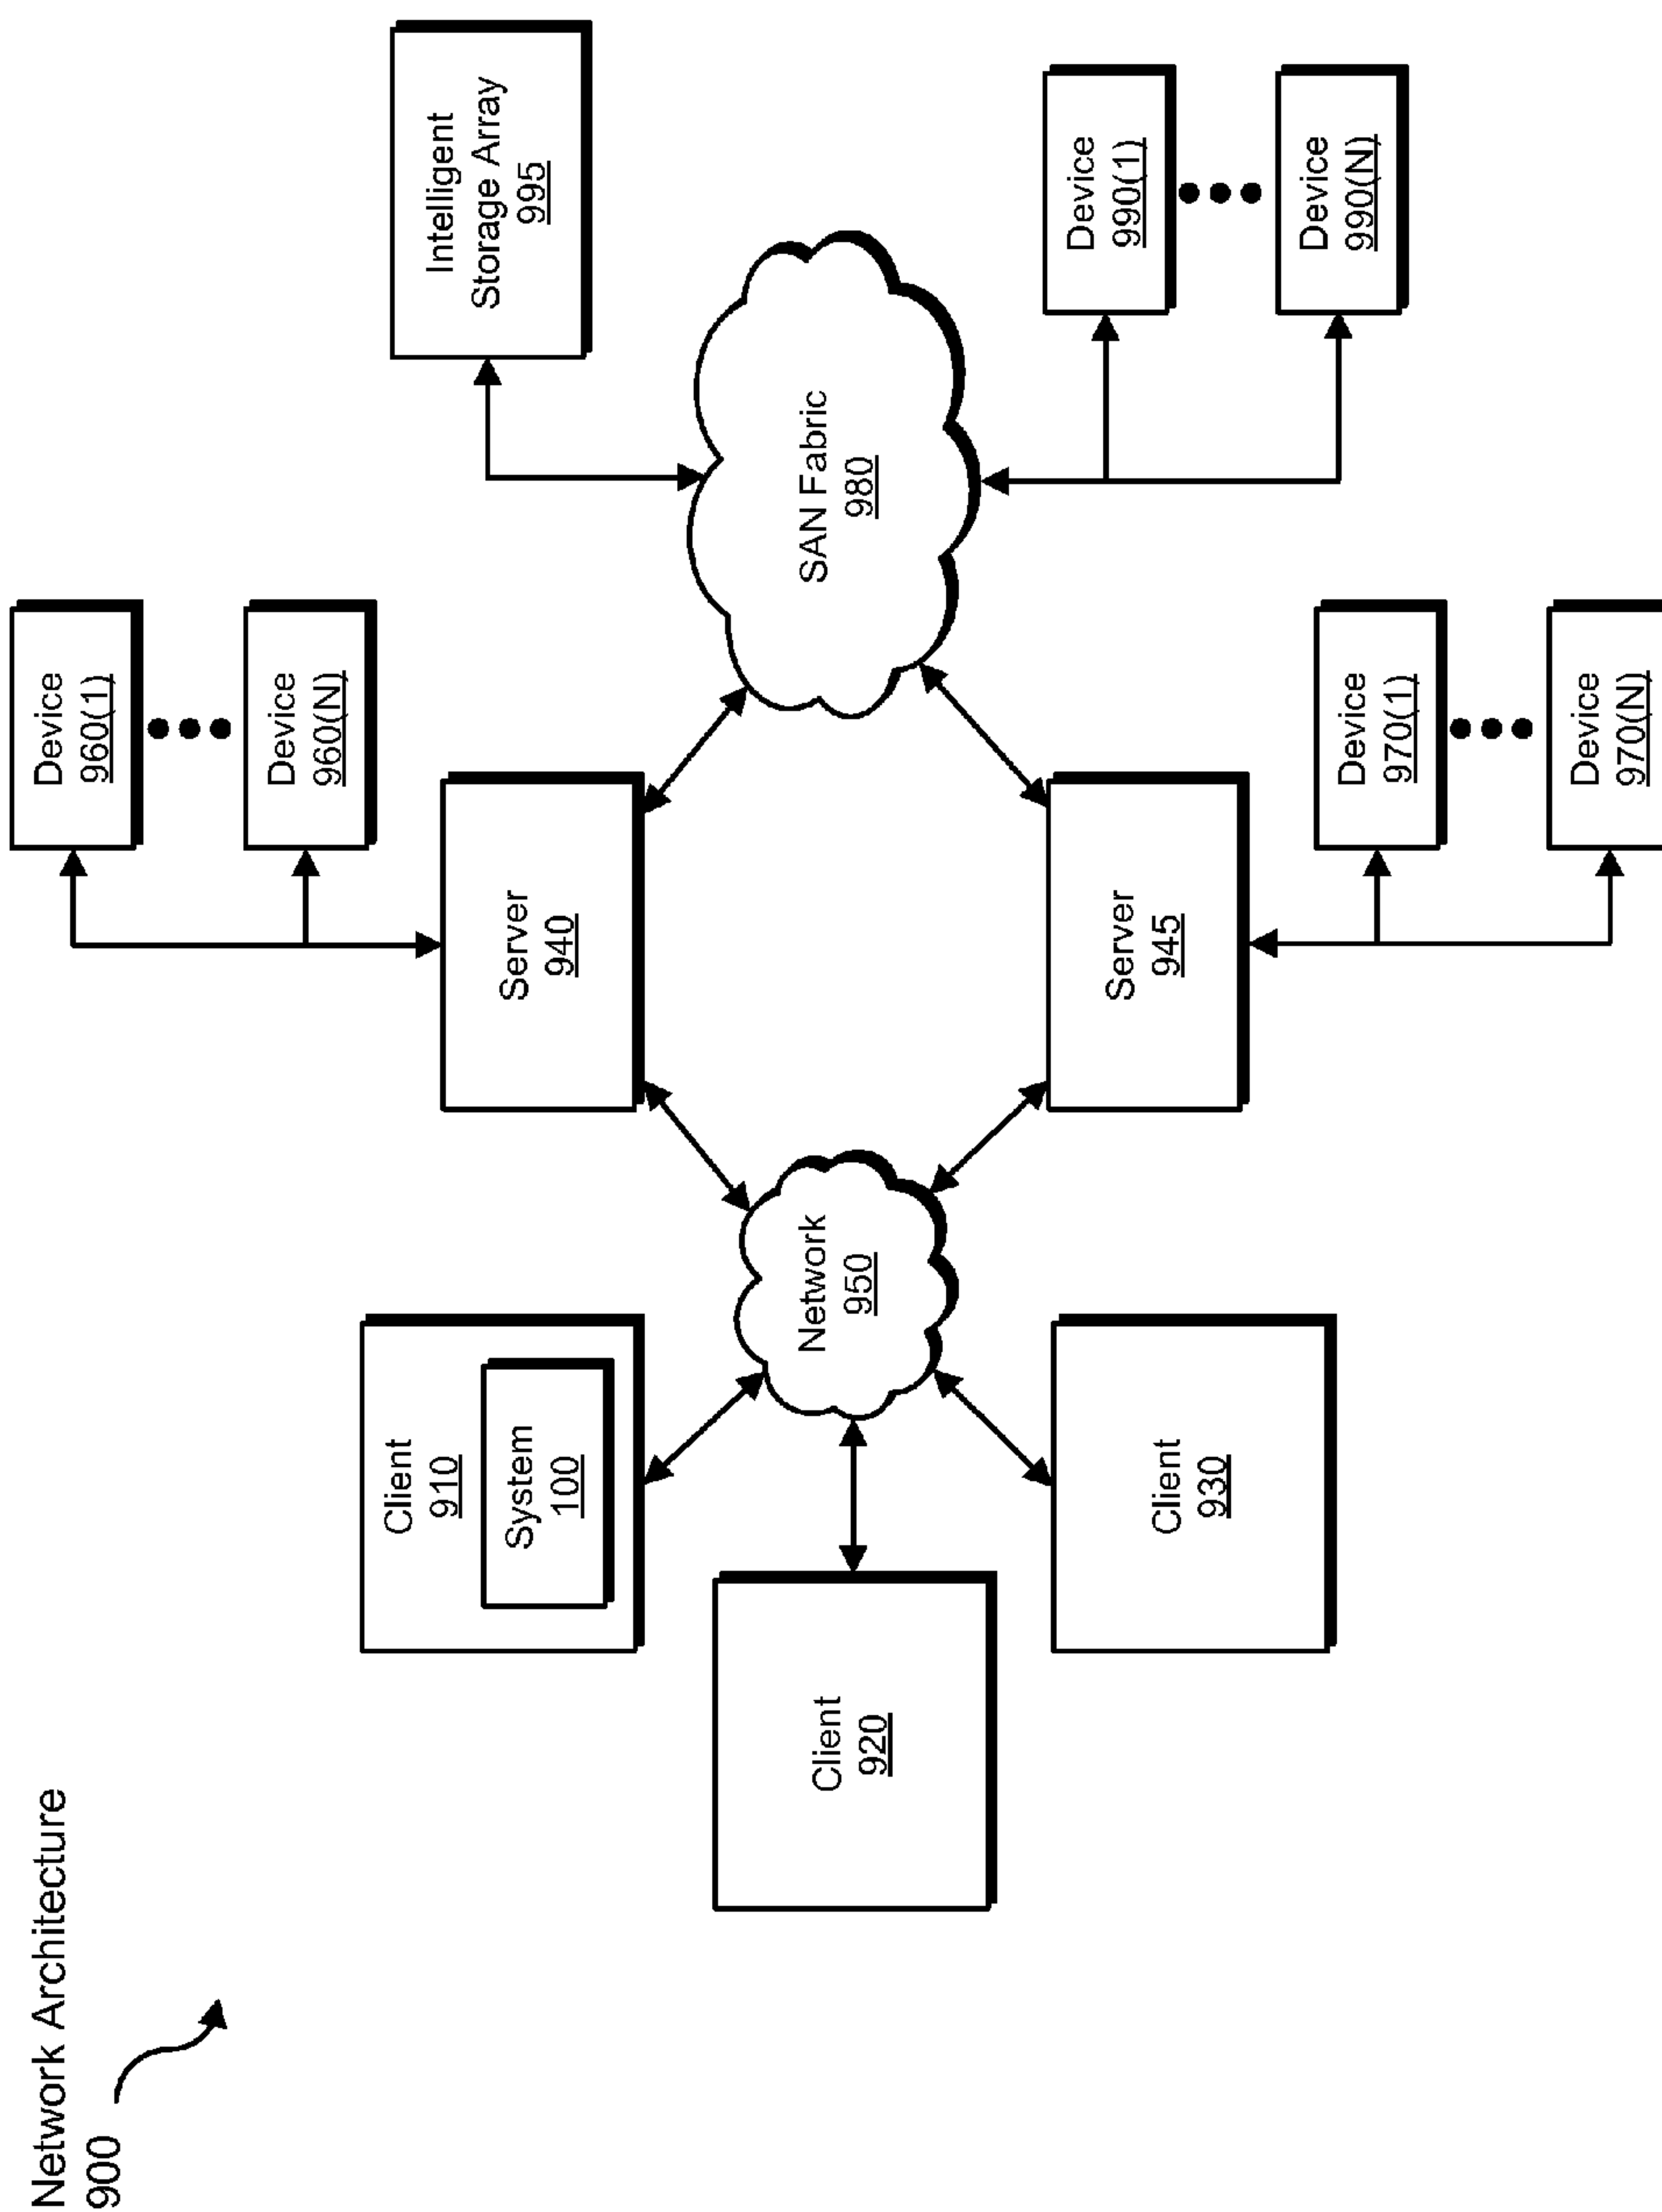 Network Architecture
900
Device
960(1)
Device
960(N)
Intelligent
Storage Array
995
Client
910
System
100
Server
940
Client
920
Network
950
SAN Fabric
980
Client
930
Server
945
Device
990(1)
Device
990(N)
Device
970(1)
Device
970(N)